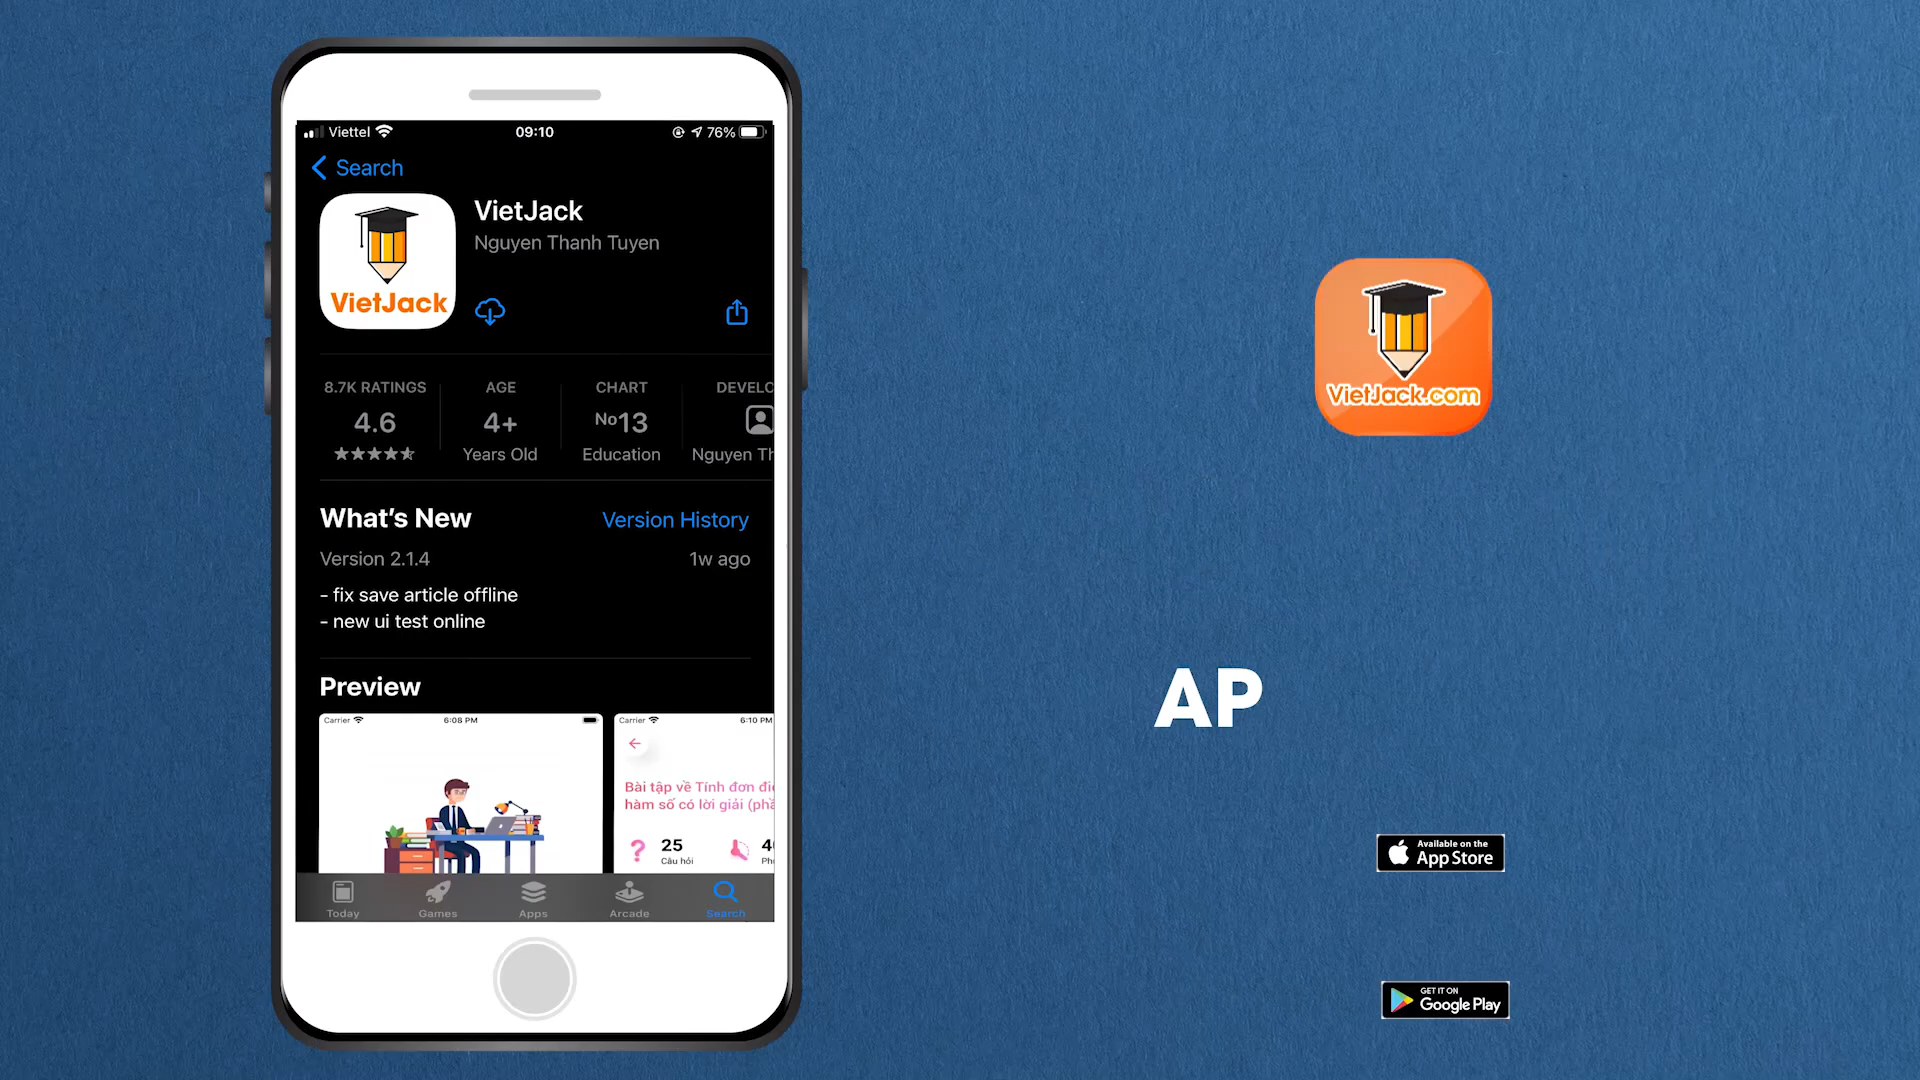 Viettel
09:10
76%
Search
VietJack
VietJack
Nguyen Thanh Tuyen
8.7K RATINGS
4.6
AGE
4+
Years Old
CHART
No13
Education
DEVELO
Nguyen Th
What's New
Version History
Version 2.1.4
1w ago
- fix save article offline
- new ui test online
Preview
Carrier
6:08 PM
Carrier
6:10 PM
Bài tập về Tính đơn đi
hàm số có lời giải (phầ
25
Câu hỏi
Today
Games
Apps
Arcade
Search
VietJack.com
AP
Available on the
App Store
GET IT ON
Google Play